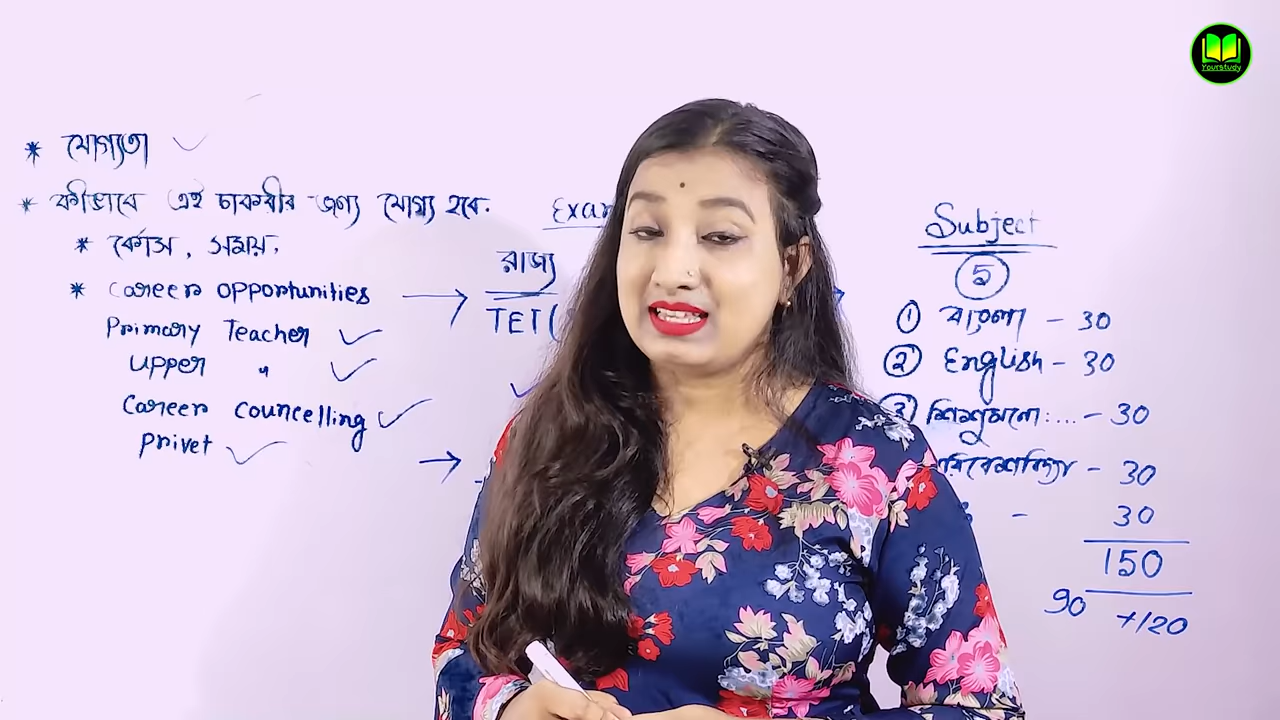 Yourstudy
* যোগ্যতা ✓
* কীভাবে এই চাকরীর জন্য যোগ্য হবে.
* কোর্স, সময়,
* Career opportunities →
Primary Teacher ✓
Upper " ✓
Career councelling ✓
Privet ✓
রাজ্য
TET (
Subject
5
① বাংলা - 30
② English - 30
③ শিশুমনো:... - 30
- 30
- 30
150
90 +120